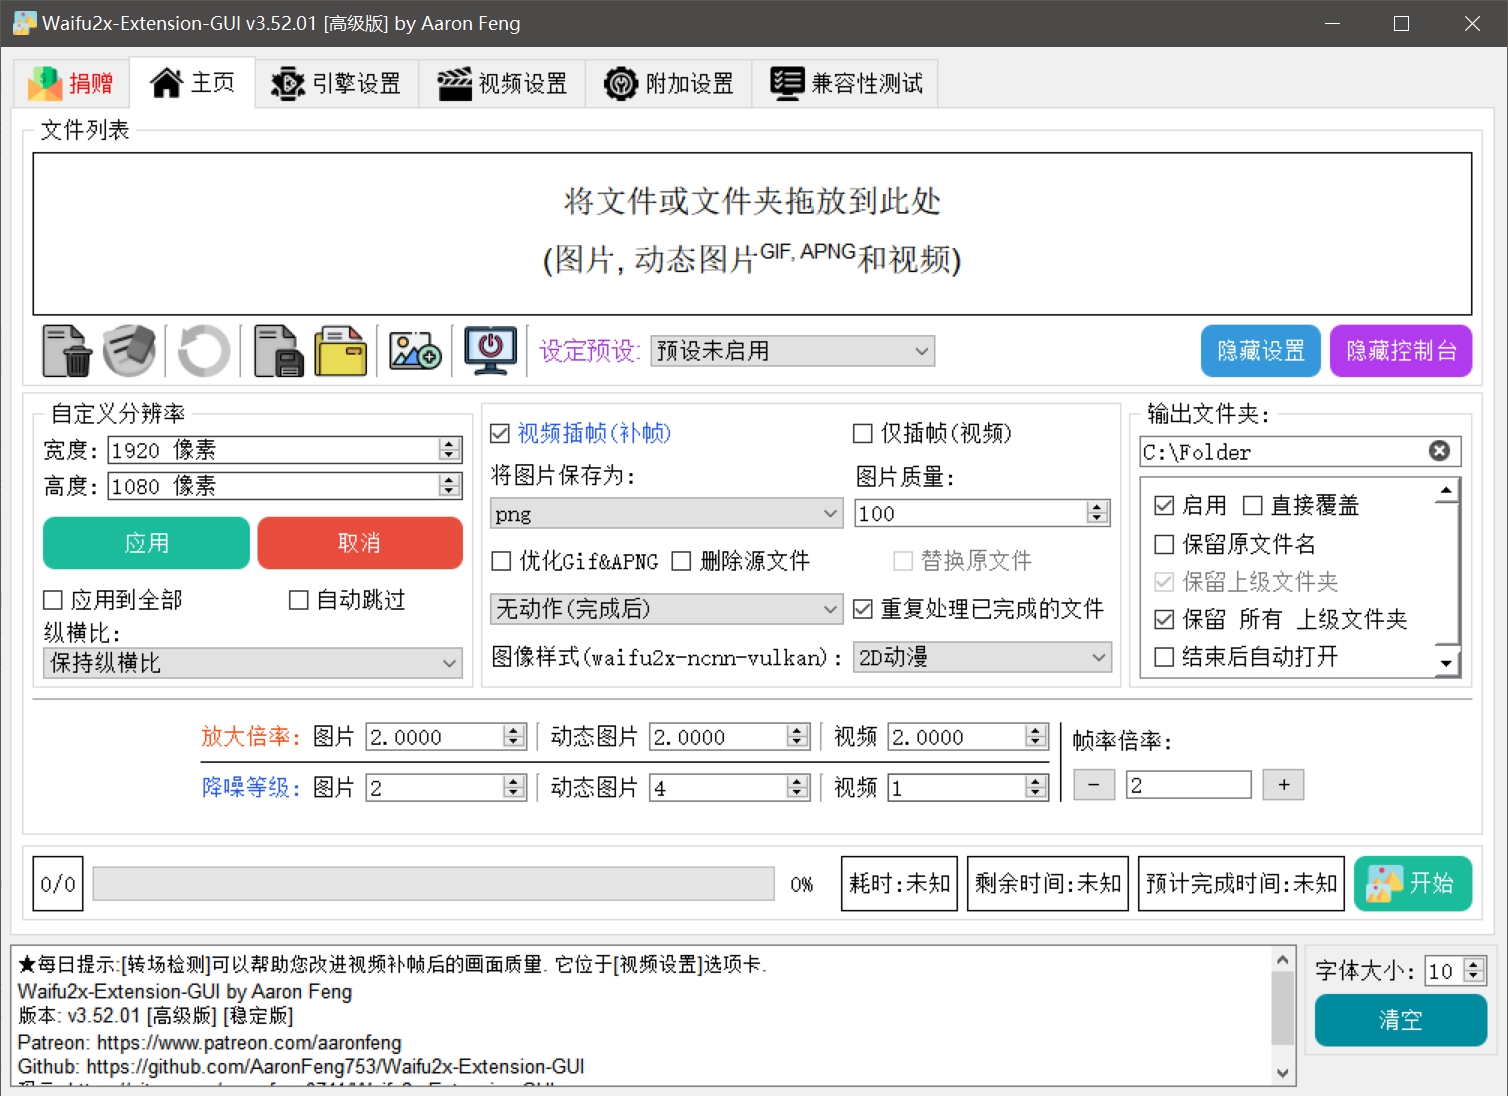 Waifu2x-Extension-GUI v3.52.01 [高级版] by Aaron Feng
捐赠 主页 引擎设置 视频设置 附加设置 兼容性测试
文件列表
将文件或文件夹拖放到此处
(图片, 动态图片GIF, APNG和视频)
设定预设: 预设未启用 隐藏设置 隐藏控制台
自定义分辨率
宽度: 1920 像素
高度: 1080 像素
应用 取消
应用到全部 自动跳过
纵横比:
保持纵横比
视频插帧(补帧) 仅插帧(视频)
将图片保存为: 图片质量:
png 100
优化Gif&APNG 删除源文件 替换原文件
无动作(完成后) 重复处理已完成的文件
图像样式(waifu2x-ncnn-vulkan): 2D动漫
输出文件夹:
C:\Folder
启用 直接覆盖
保留原文件名
保留上级文件夹
保留 所有 上级文件夹
结束后自动打开
放大倍率: 图片 2.0000 动态图片 2.0000 视频 2.0000
降噪等级: 图片 2 动态图片 4 视频 1
帧率倍率:
- 2 +
0/0 0% 耗时:未知 剩余时间:未知 预计完成时间:未知 开始
★每日提示:[转场检测]可以帮助您改进视频补帧后的画面质量. 它位于[视频设置]选项卡.
Waifu2x-Extension-GUI by Aaron Feng
版本: v3.52.01 [高级版] [稳定版]
Patreon: https://www.patreon.com/aaronfeng
Github: https://github.com/AaronFeng753/Waifu2x-Extension-GUI
字体大小: 10
清空